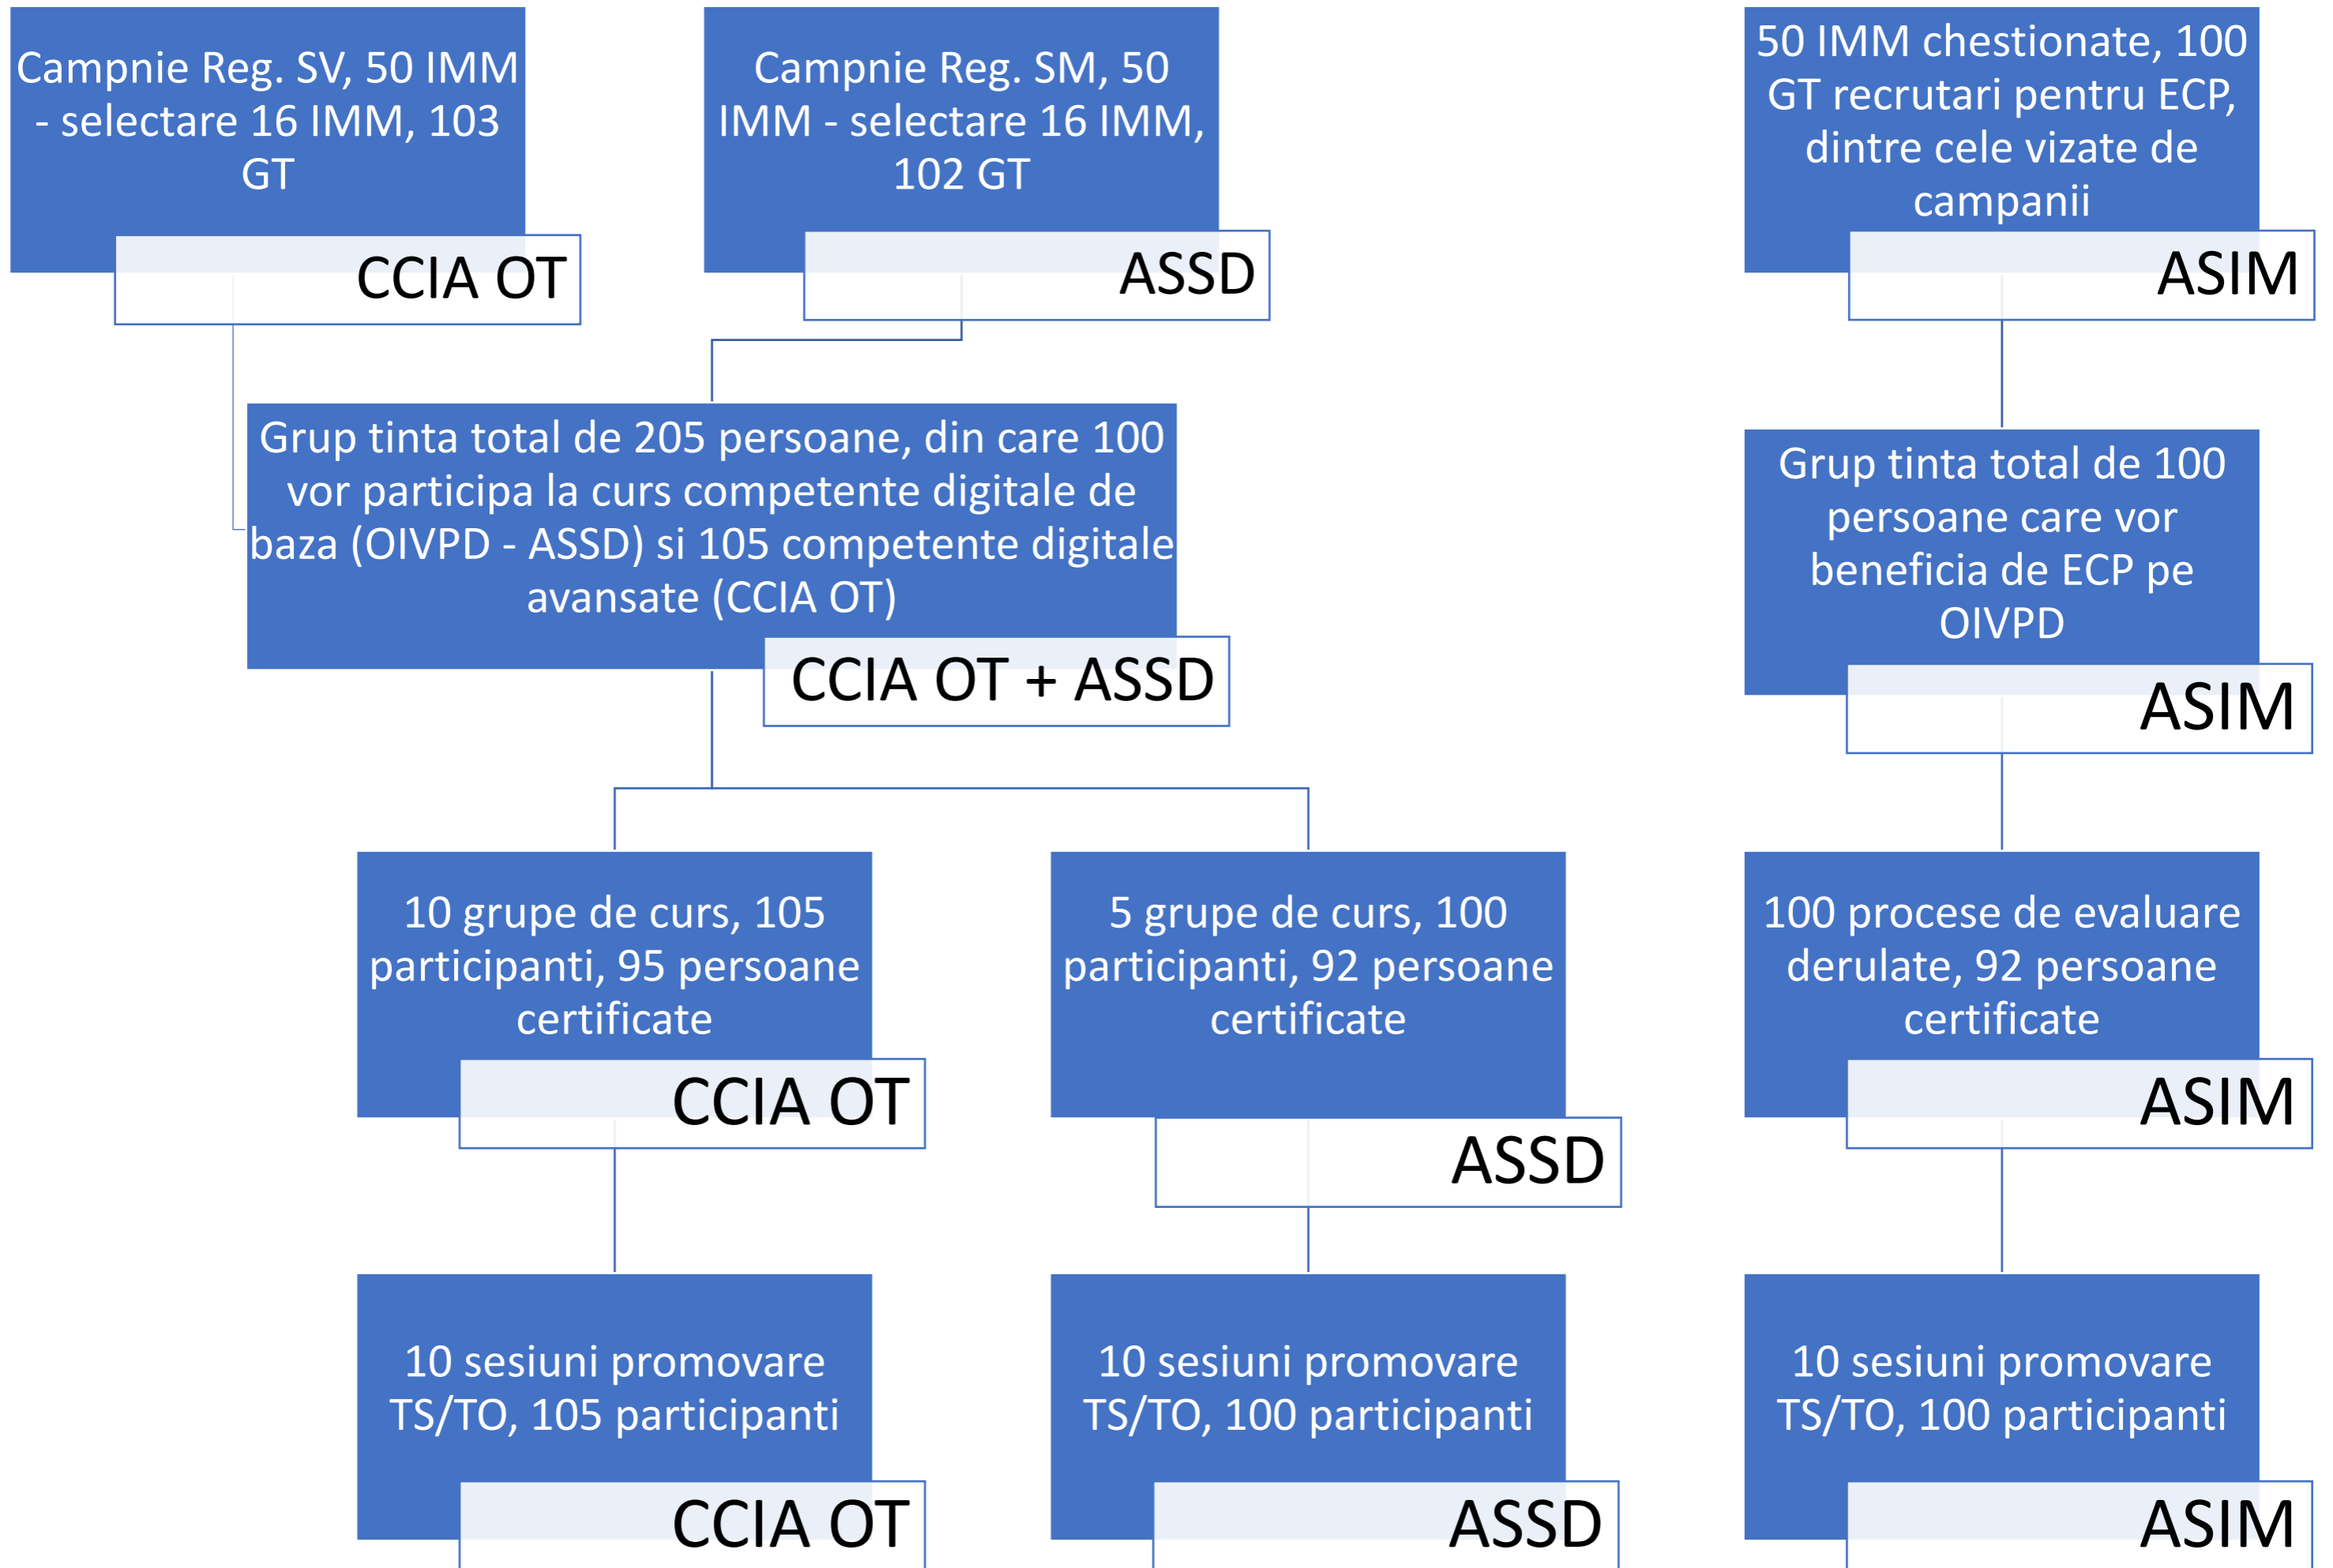 Campnie Reg. SV, 50 IMM
- selectare 16 IMM, 103
GT
CCIA OT
Campnie Reg. SM, 50
IMM - selectare 16 IMM,
102 GT
ASSD
50 IMM chestionate, 100
GT recrutari pentru ECP,
dintre cele vizate de
campanii
ASIM
Grup tinta total de 205 persoane, din care 100
vor participa la curs competente digitale de
baza (OIVPD - ASSD) si 105 competente digitale
avansate (CCIA OT)
CCIA OT + ASSD
Grup tinta total de 100
persoane care vor
beneficia de ECP pe
OIVPD
ASIM
10 grupe de curs, 105
participanti, 95 persoane
certificate
CCIA OT
5 grupe de curs, 100
participanti, 92 persoane
certificate
ASSD
100 procese de evaluare
derulate, 92 persoane
certificate
ASIM
10 sesiuni promovare
TS/TO, 105 participanti
CCIA OT
10 sesiuni promovare
TS/TO, 100 participanti
ASSD
10 sesiuni promovare
TS/TO, 100 participanti
ASIM